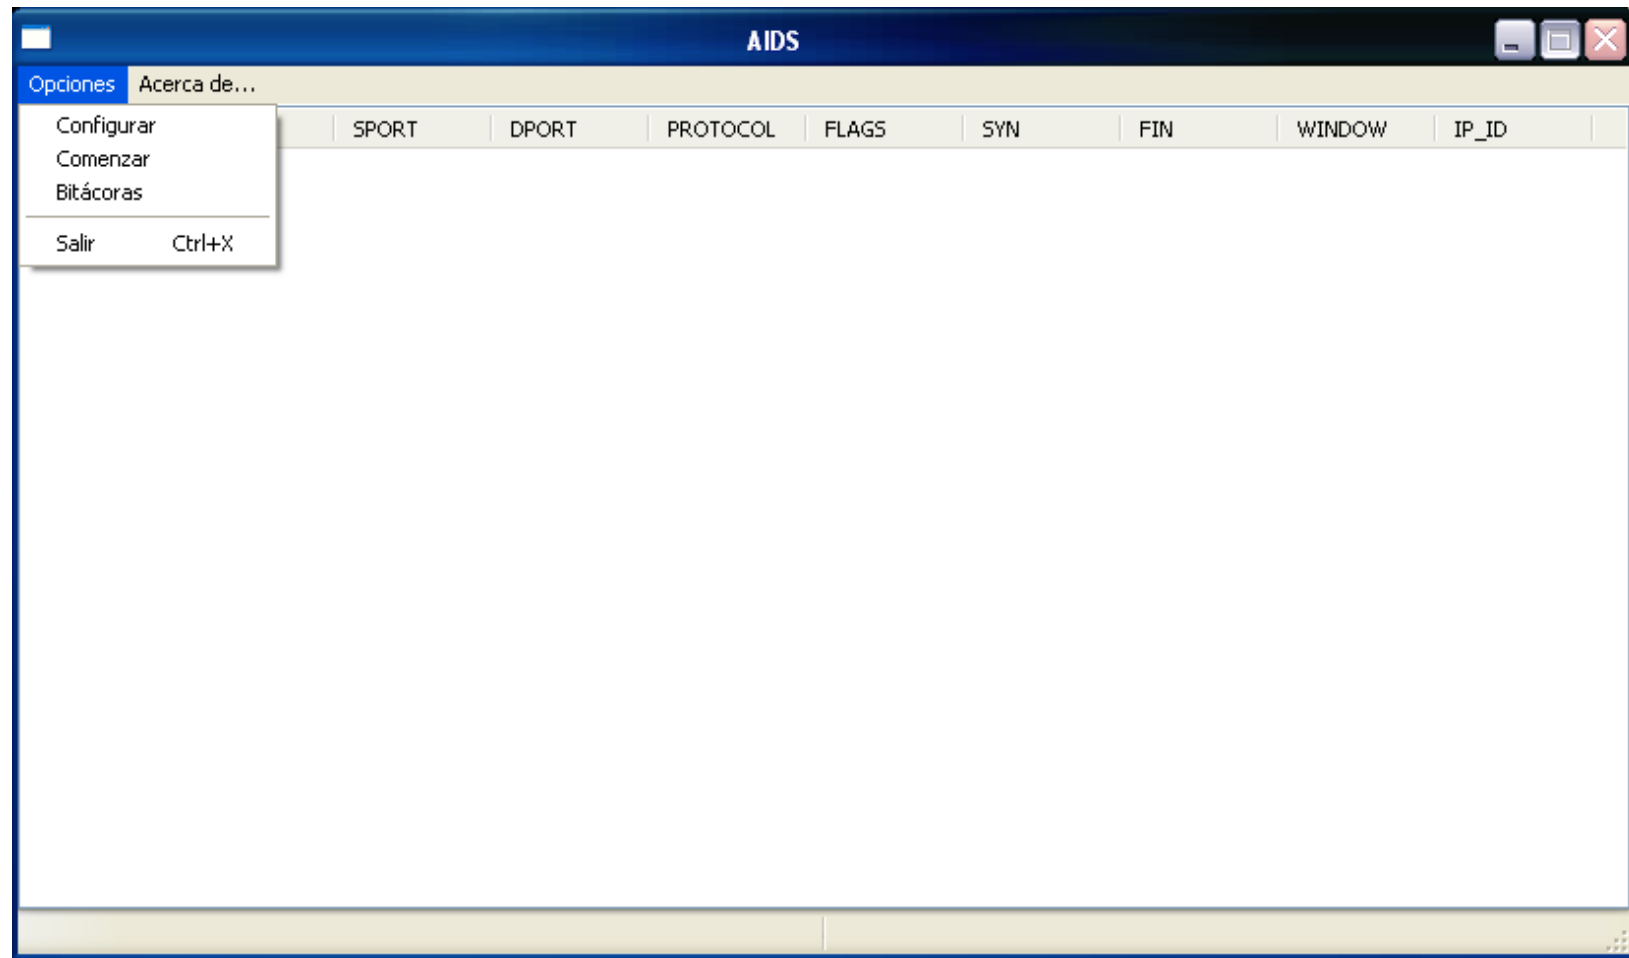 AIDS
Opciones Acerca de...
Configurar
Comenzar
Bitácoras
Salir Ctrl+X
SPORT DPORT PROTOCOL FLAGS SYN FIN WINDOW IP_ID